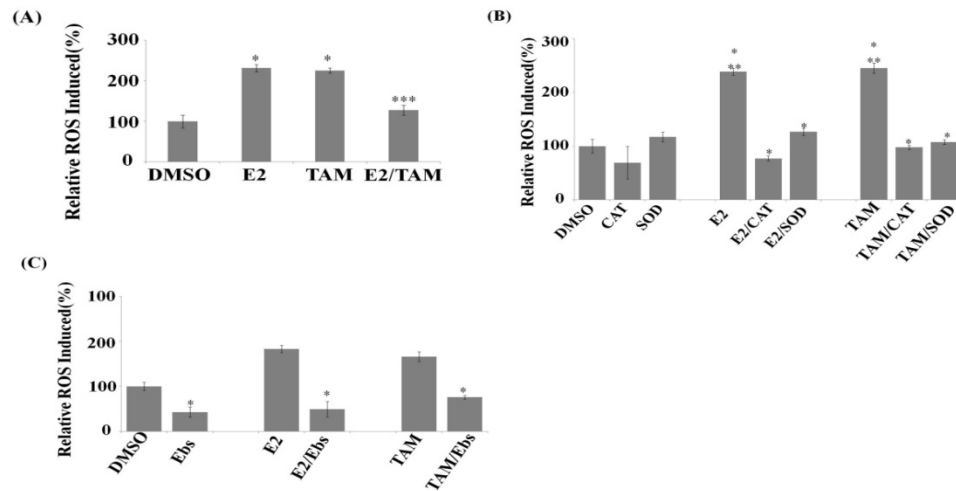 (A)
Relative ROS Induced(%)
300
200
100
0
* * ***
DMSO E2 TAM E2/TAM
(B)
Relative ROS Induced(%)
300
200
100
0
*
**
*
*
*
**
*
*
DMSO CAT SOD E2 E2/CAT E2/SOD TAM TAM/CAT TAM/SOD
(C)
Relative ROS Induced(%)
100
200
100
0
* * *
DMSO Ebs E2 E2/Ebs TAM TAM/Ebs